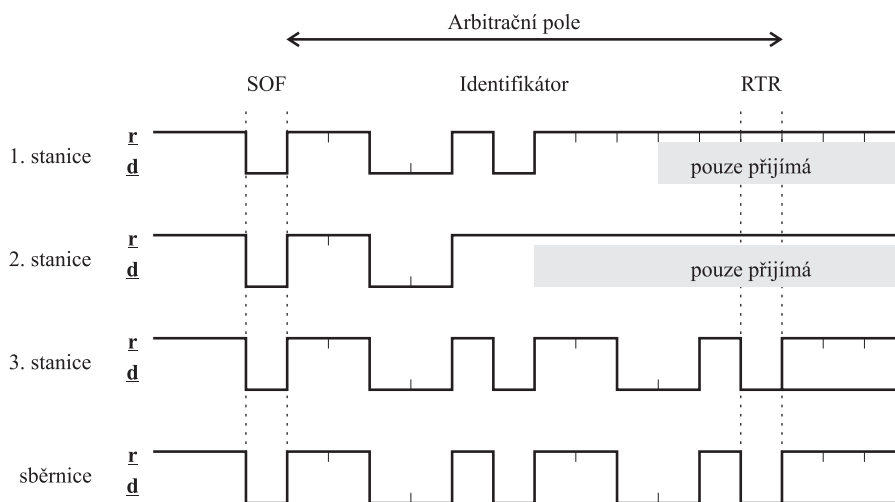 Arbitrační pole
SOF Identifikátor RTR
1. stanice r
d
pouze přijímá
2. stanice r
d
pouze přijímá
3. stanice r
d
sběrnice r
d